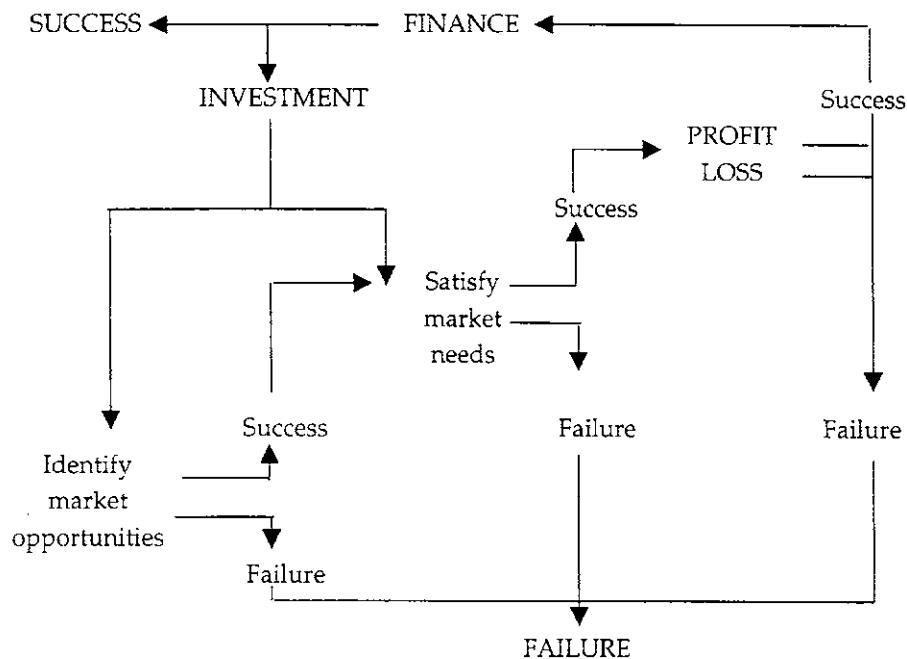 SUCCESS
FINANCE
INVESTMENT
Success
PROFIT
LOSS
Success
Satisfy
market
needs
Success
Failure
Failure
Identify
market
opportunities
Failure
FAILURE